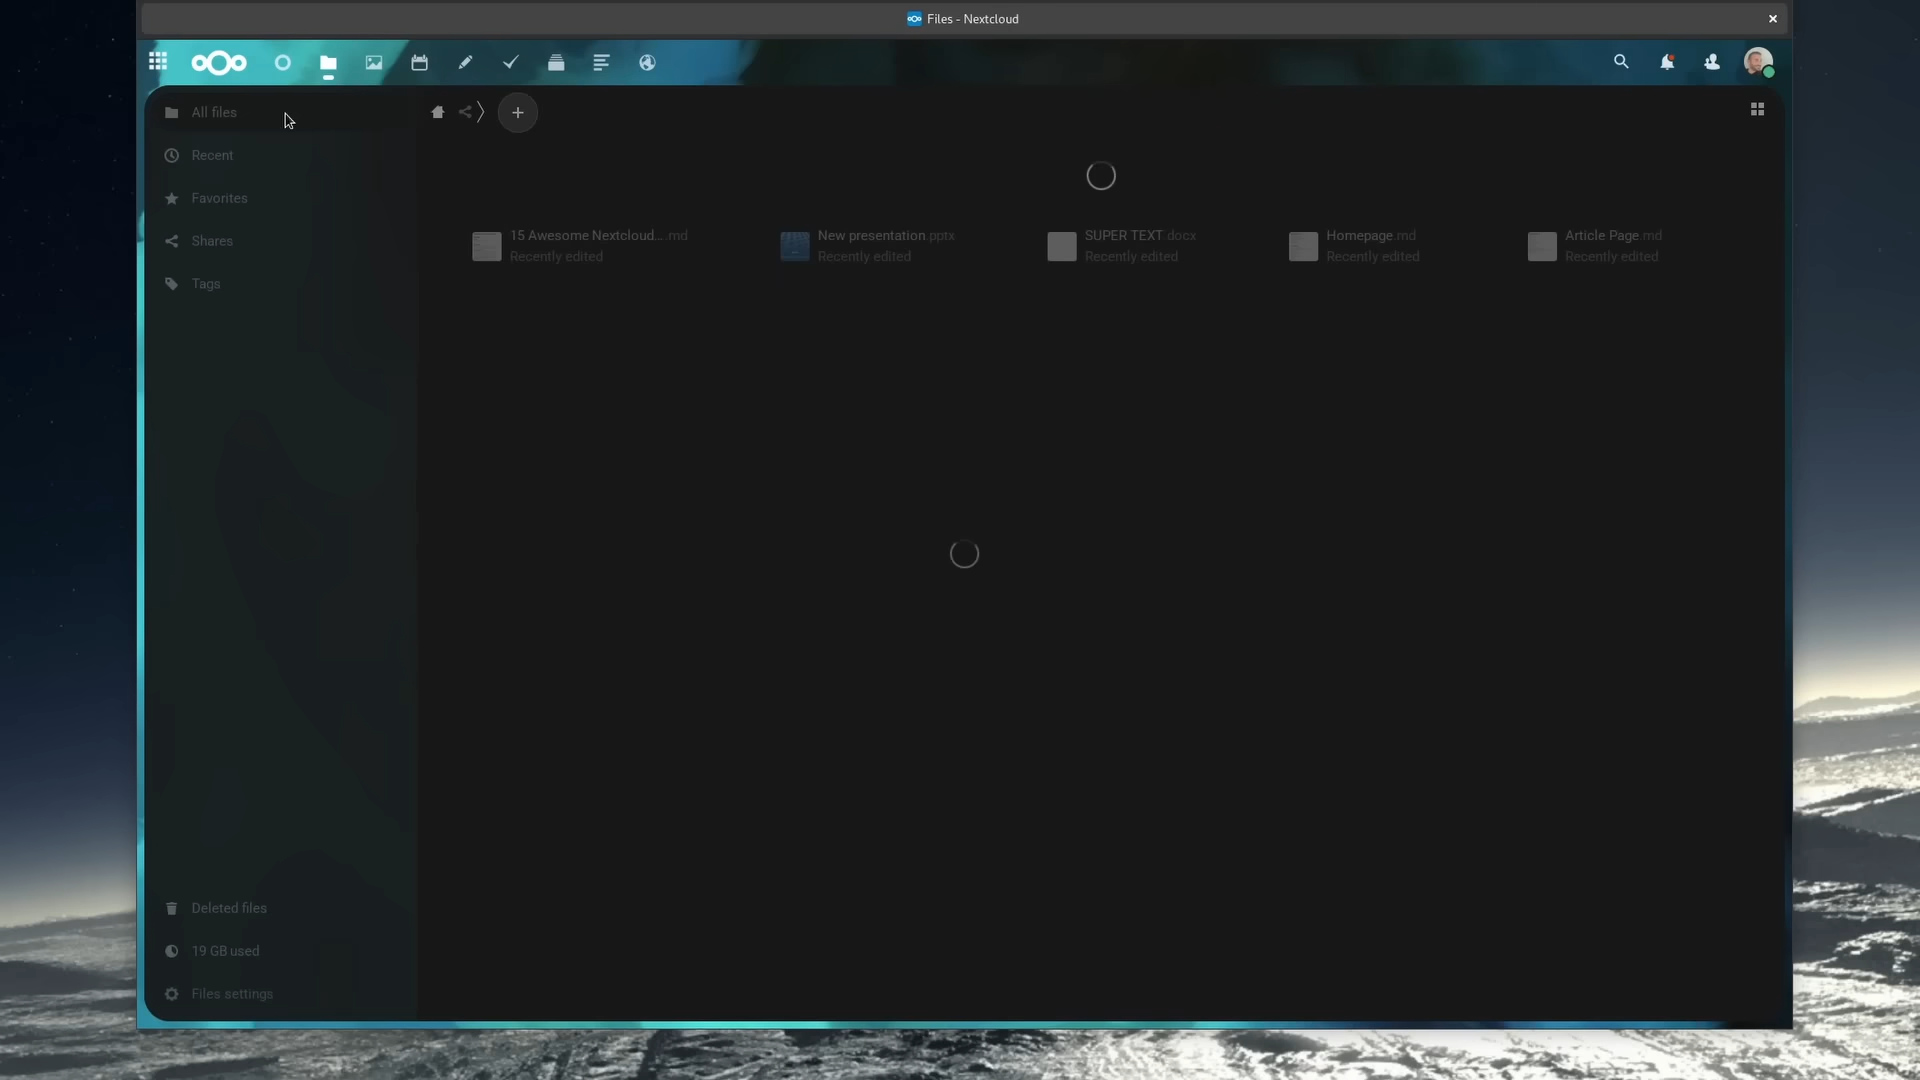 Files - Nextcloud
All files
Recent
Favorites
Shares
Tags
15 Awesome Nextcloud... .md
Recently edited
New presentation.pptx
Recently edited
SUPER TEXT.docx
Recently edited
Homepage.md
Recently edited
Article Page.md
Recently edited
Deleted files
19 GB used
Files settings